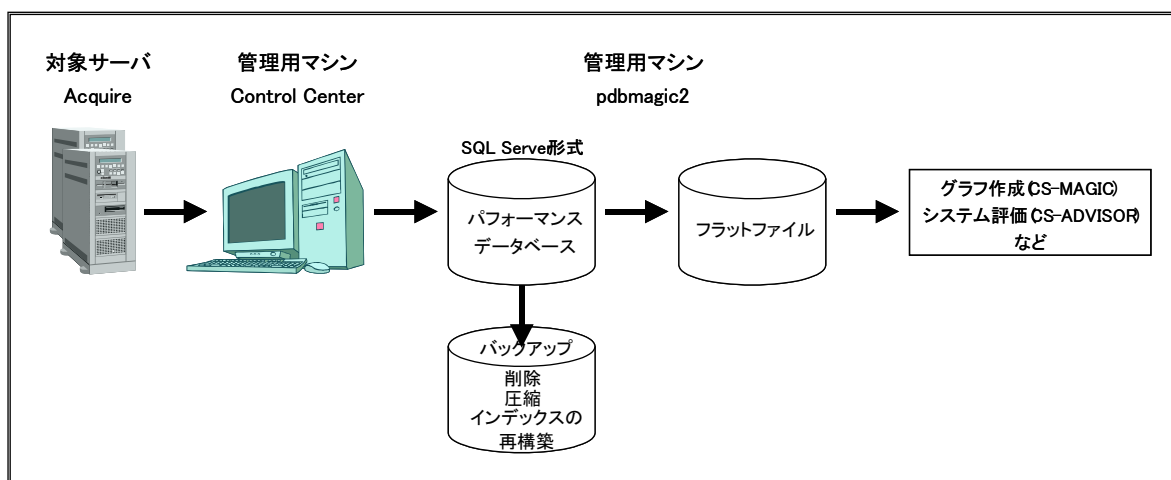 対象サーバ
Acquire
管理用マシン
Control Center
管理用マシン
pdbmagic2
SQL Serve形式
パフォーマンス
データベース
フラットファイル
グラフ作成(CS-MAGIC)
システム評価(CS-ADVISOR)
など
バックアップ
削除
圧縮
インデックスの
再構築